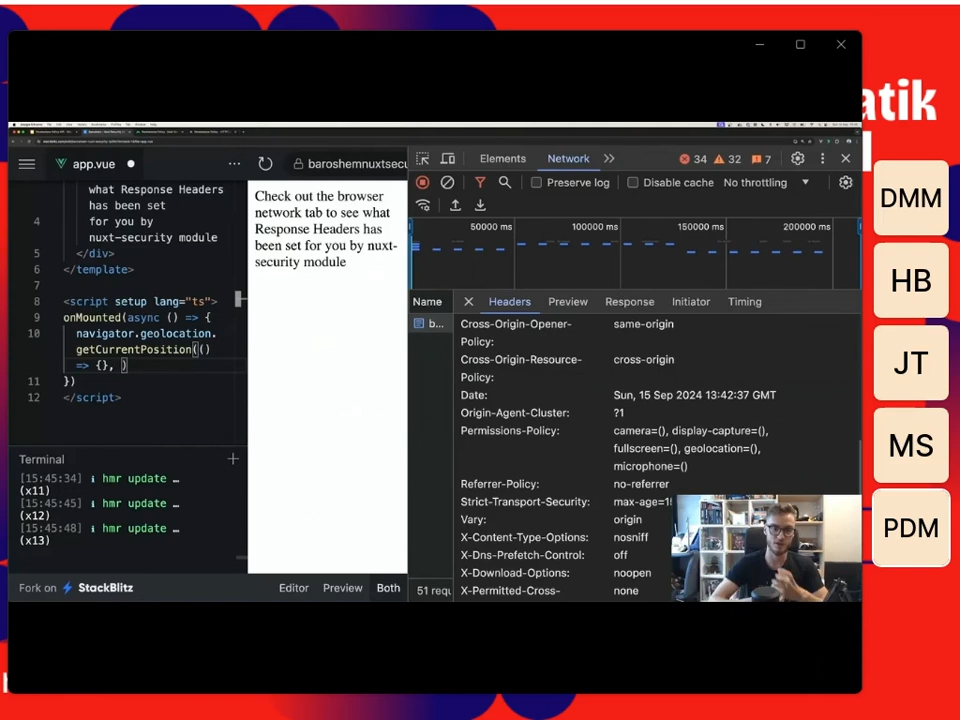 atik
app.vue
baroshemnuxtsecu
Elements
Network
34
32
7
Preserve log
Disable cache
No throttling
what Response Headers
has been set
4
for you by
nuxt-security module
5
</div>
6
</template>
7
8
<script setup lang="ts">
9
onMounted(async () => {
10
navigator.geolocation.
getCurrentPosition(()
=> {}, )
11
})
12
</script>
Check out the browser
network tab to see what
Response Headers has
been set for you by nuxt-
security module
50000 ms
100000 ms
150000 ms
200000 ms
Name
Headers
Preview
Response
Initiator
Timing
b...
Cross-Origin-Opener-
Policy:
same-origin
Cross-Origin-Resource-
Policy:
cross-origin
Date:
Sun, 15 Sep 2024 13:42:37 GMT
Origin-Agent-Cluster:
?1
Permissions-Policy:
camera=(), display-capture=(),
fullscreen=(), geolocation=(),
microphone=()
Referrer-Policy:
no-referrer
Strict-Transport-Security:
Vary:
origin
X-Content-Type-Options:
nosniff
X-Dns-Prefetch-Control:
off
X-Download-Options:
noopen
X-Permitted-Cross-
none
51 requ
Terminal
[15:45:34] i hmr update …
(x11)
[15:45:45] i hmr update …
(x12)
[15:45:48] i hmr update …
(x13)
Fork on
StackBlitz
Editor
Preview
Both
DMM
HB
JT
MS
PDM